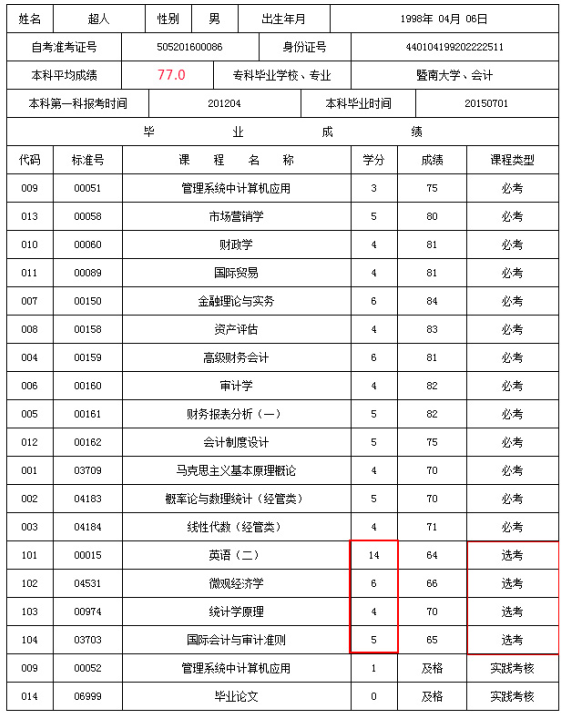 姓名 超人 性别 男 出生年月 1998年 04月 06日
自考准考证号 505201600086 身份证号 440104199202222511
本科平均成绩 77.0 专科毕业学校、专业 暨南大学、会计
本科第一科报考时间 201204 本科毕业时间 20150701
毕 业 成 绩
代码 标准号 课 程 名 称 学分 成绩 课程类型
009 00051 管理系统中计算机应用 3 75 必考
013 00058 市场营销学 5 80 必考
010 00060 财政学 4 81 必考
011 00089 国际贸易 4 81 必考
007 00150 金融理论与实务 6 84 必考
008 00158 资产评估 4 83 必考
004 00159 高级财务会计 6 81 必考
006 00160 审计学 4 82 必考
005 00161 财务报表分析（一） 5 82 必考
012 00162 会计制度设计 5 75 必考
001 03709 马克思主义基本原理概论 4 70 必考
002 04183 概率论与数理统计（经管类） 5 70 必考
003 04184 线性代数（经管类） 4 71 必考
101 00015 英语（二） 14 64 选考
102 04531 微观经济学 6 66 选考
103 00974 统计学原理 4 70 选考
104 03703 国际会计与审计准则 5 65 选考
009 00052 管理系统中计算机应用 1 及格 实践考核
014 06999 毕业论文 0 及格 实践考核